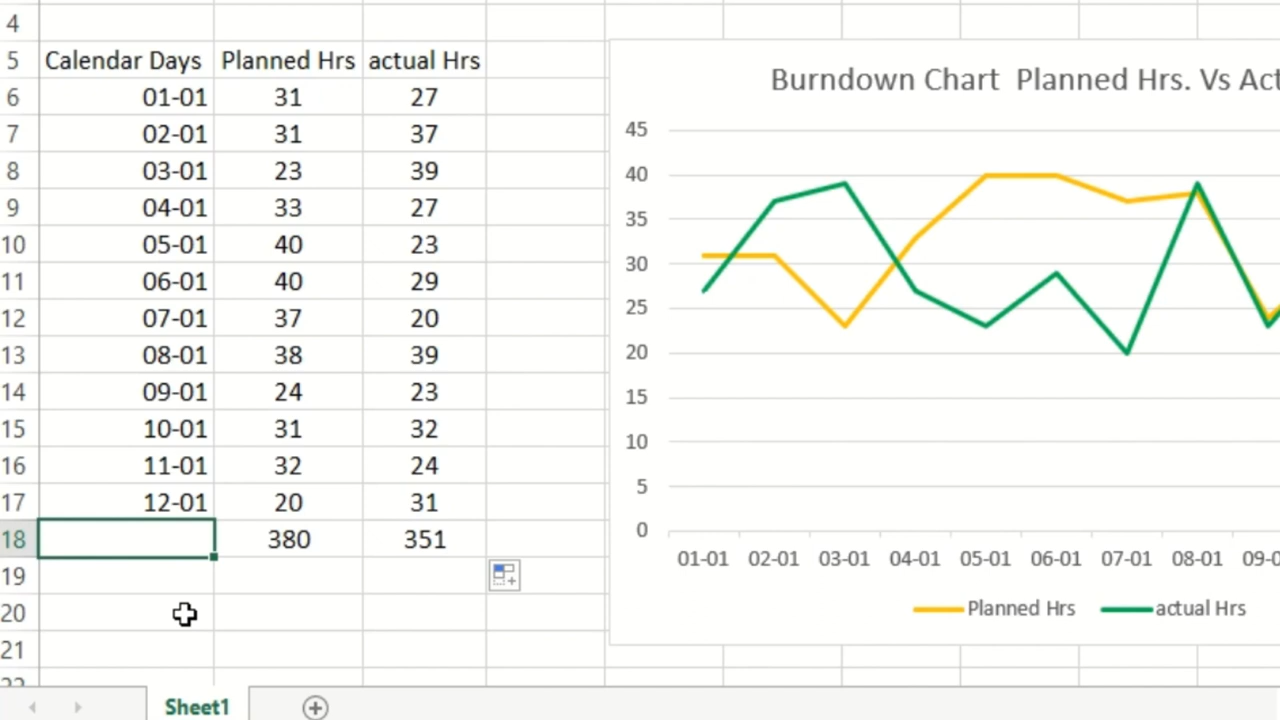 4
5 Calendar Days Planned Hrs actual Hrs
6 01-01 31 27
7 02-01 31 37
8 03-01 23 39
9 04-01 33 27
10 05-01 40 23
11 06-01 40 29
12 07-01 37 20
13 08-01 38 39
14 09-01 24 23
15 10-01 31 32
16 11-01 32 24
17 12-01 20 31
18 380 351
19
20
21
Burndown Chart Planned Hrs. Vs Act
45
40
35
30
25
20
15
10
5
0
01-01 02-01 03-01 04-01 05-01 06-01 07-01 08-01 09-0
Planned Hrs actual Hrs
Sheet1